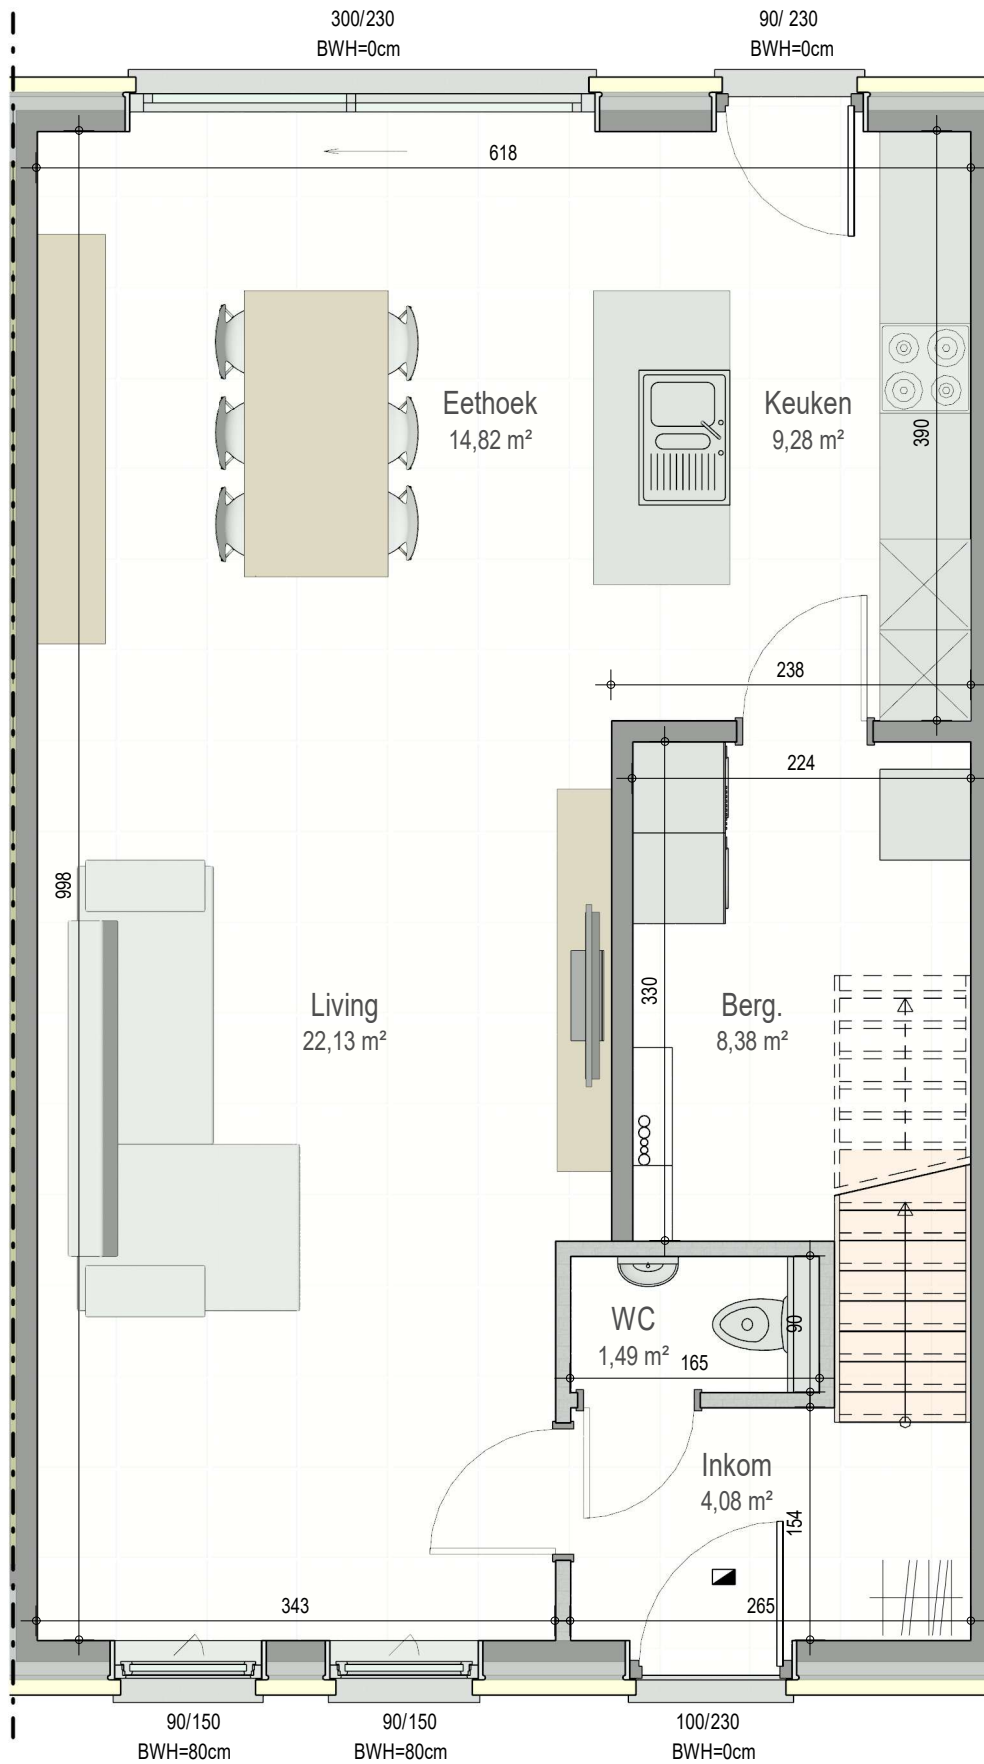 300/230
BWH=0cm
90/ 230
BWH=0cm
618
Eethoek
14,82 m²
Keuken
9,28 m²
390
238
224
998
330
Living
22,13 m²
Berg.
8,38 m²
WC
1,49 m²
90
165
Inkom
4,08 m²
154
343
265
90/150
BWH=80cm
90/150
BWH=80cm
100/230
BWH=0cm